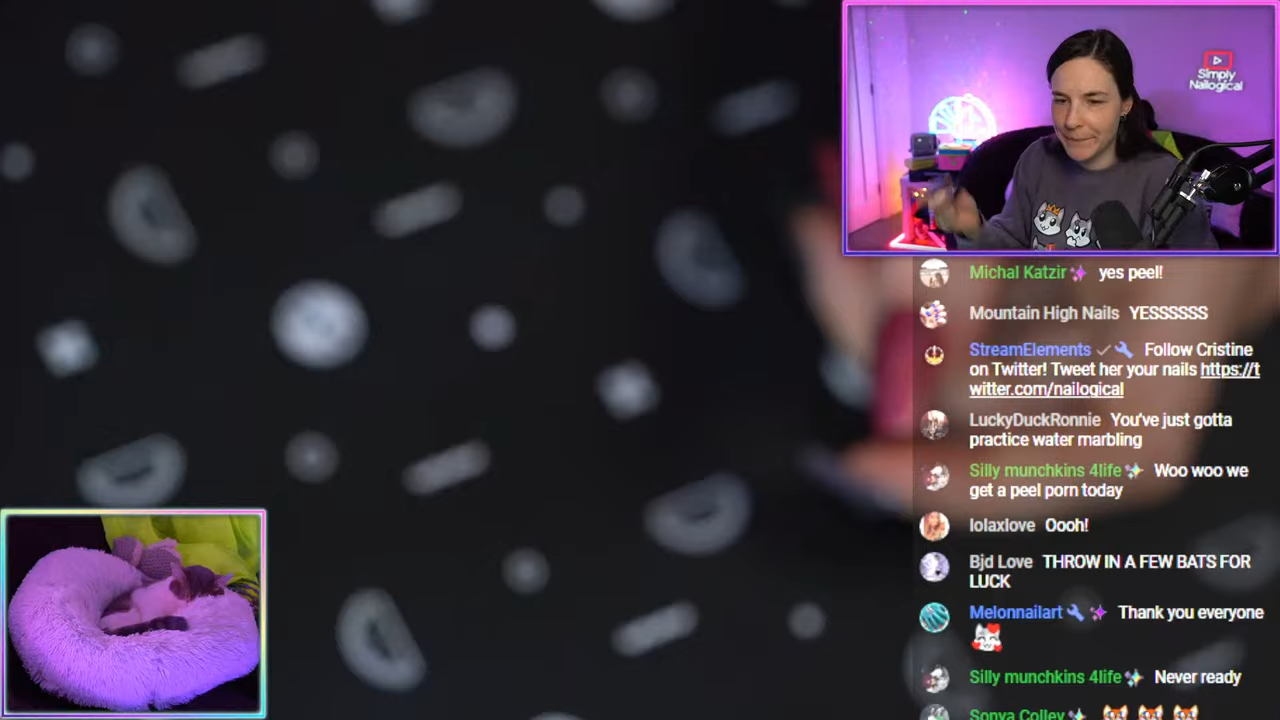 Simply
Nailogical
Michal Katzir yes peel!
Mountain High Nails YESSSSSS
StreamElements Follow Cristine
on Twitter! Tweet her your nails https://t
witter.com/nailogical
LuckyDuckRonnie You've just gotta
practice water marbling
Silly munchkins 4life Woo woo we
get a peel porn today
lolaxlove Oooh!
Bjd Love THROW IN A FEW BATS FOR
LUCK
Melonnailart Thank you everyone
Silly munchkins 4life Never ready
Sonya Colley